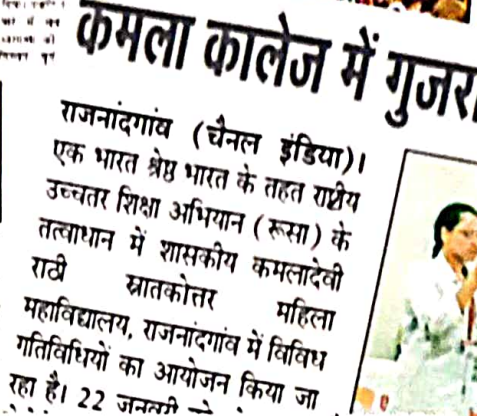 कमला कालेज में गुजरा
राजनांदगांव (चैनल इंडिया)।
एक भारत श्रेष्ठ भारत के तहत राष्ट्रीय
उच्चतर शिक्षा अभियान (रूसा) के
तत्वाधान में शासकीय कमलादेवी
राठी स्नातकोत्तर महिला
महाविद्यालय, राजनांदगांव में विविध
गतिविधियों का आयोजन किया जा
रहा है। 22 जनवरी से